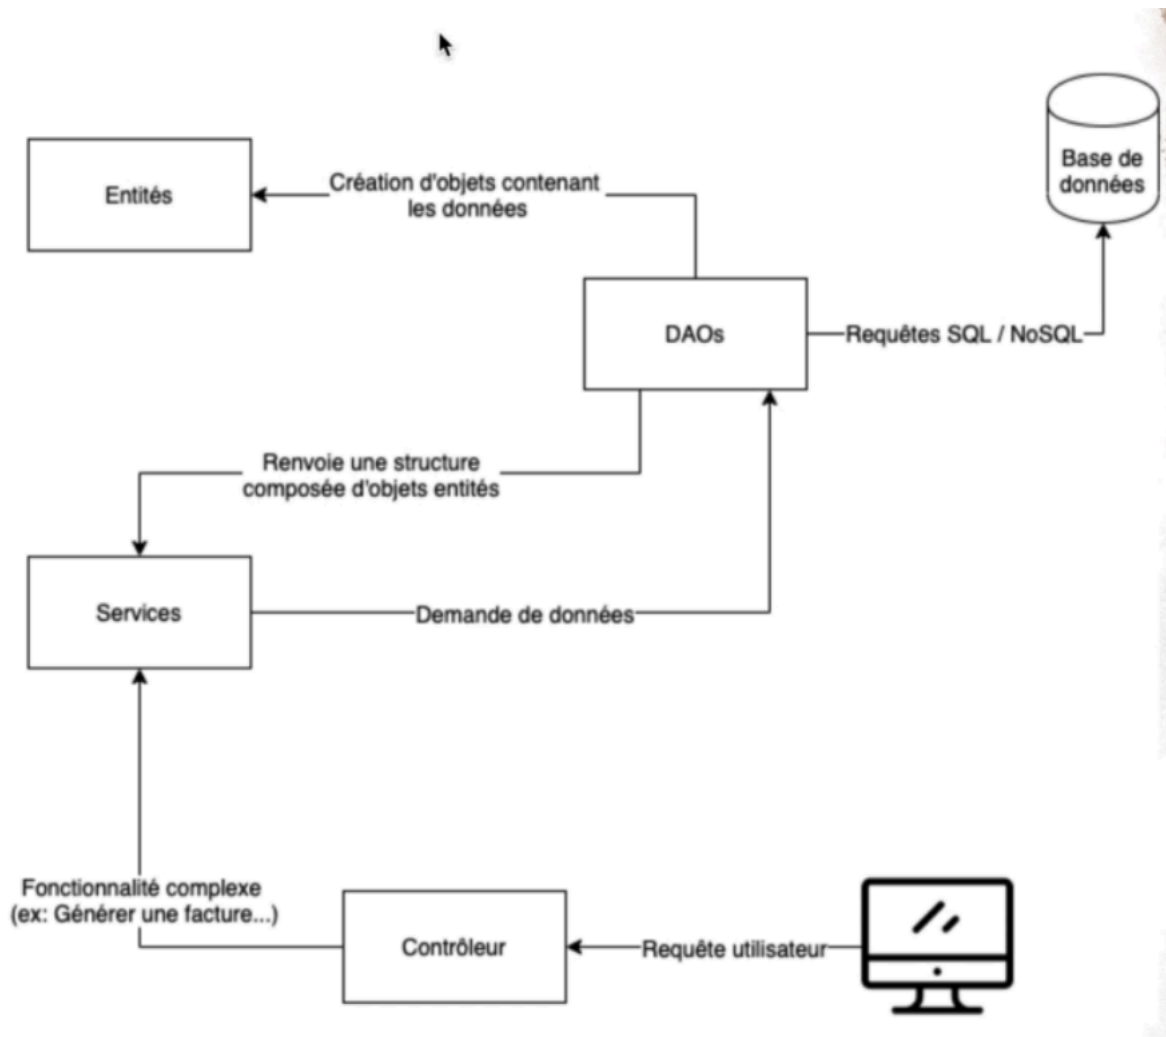 Base de
données
Entités
Création d'objets contenant
les données
DAOs
Requêtes SQL / NoSQL
Renvoie une structure
composée d'objets entités
Services
Demande de données
Fonctionnalité complexe
(ex: Générer une facture...)
Contrôleur
Requête utilisateur